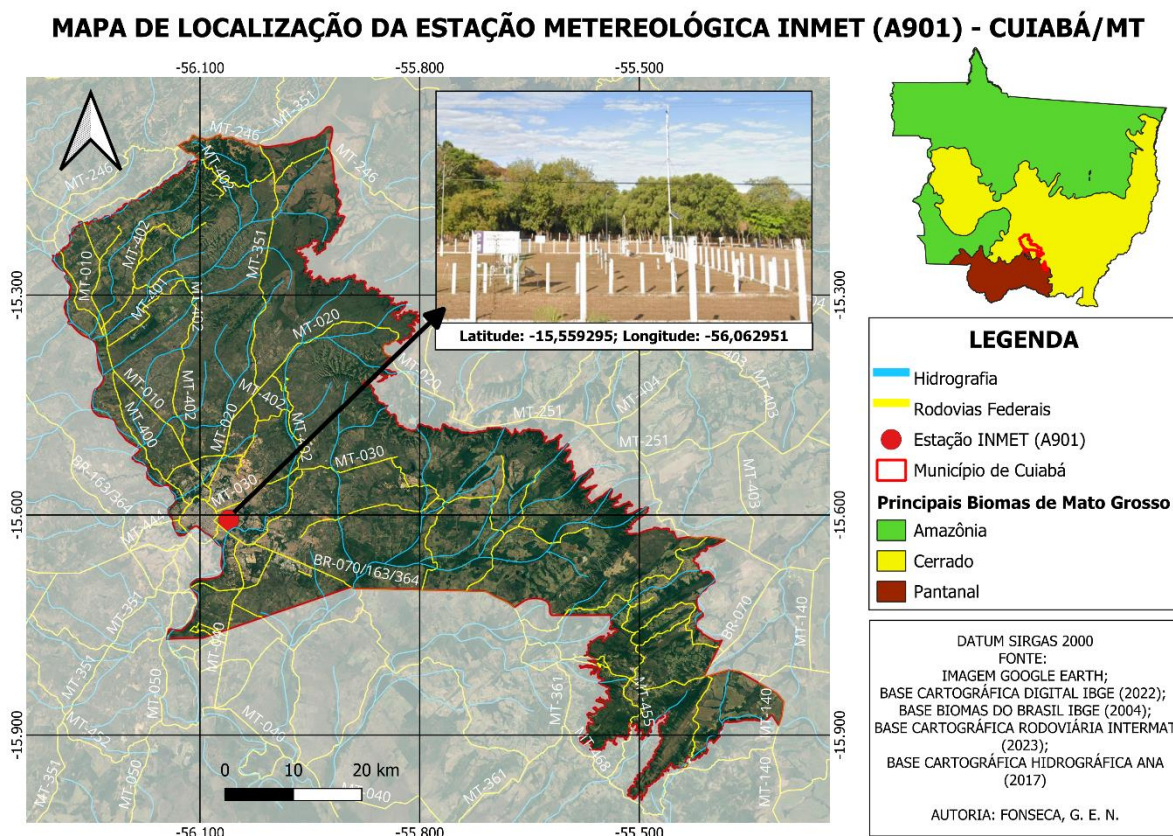 MAPA DE LOCALIZAÇÃO DA ESTAÇÃO METEREOLÓGICA INMET (A901) - CUIABÁ/MT
-56.100
-55.800
-55.500
MT-351
MT-246
MT-246
MT-246
MT-402
MT-402
MT-351
MT-010
MT-401
MT-402
MT-020
MT-020
MT-010
MT-402
MT-020
MT-402
MT-400
MT-030
MT-030
BR-163/364
BR-070/163/364
MT-251
MT-251
MT-404
MT-403
MT-403
MT-403
MT-351
MT-351
MT-040
MT-050
MT-040
MT-050
MT-351
MT-361
MT-361
MT-455
MT-468
BR-070
MT-140
MT-140
MT-140
-15.300
-15.600
-15.900
-15.300
-15.600
-15.900
Latitude: -15,559295; Longitude: -56,062951
0 10 20 km
-56.100
-55.800
-55.500
LEGENDA
Hidrografia
Rodovias Federais
Estação INMET (A901)
Município de Cuiabá
Principais Biomas de Mato Grosso
Amazônia
Cerrado
Pantanal
DATUM SIRGAS 2000
FONTE:
IMAGEM GOOGLE EARTH;
BASE CARTOGRÁFICA DIGITAL IBGE (2022);
BASE BIOMAS DO BRASIL IBGE (2004);
BASE CARTOGRÁFICA RODOVIÁRIA INTERMAT
(2023);
BASE CARTOGRÁFICA HIDROGRÁFICA ANA
(2017)
AUTORIA: FONSECA, G. E. N.